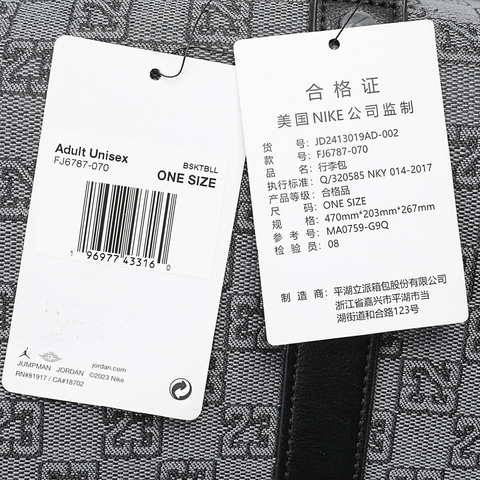 Adult Unisex
FJ6787-070
BSKTBLL
ONE SIZE
1 96977 43316 0
JUMPMAN JORDAN
jordan.com
©2023 Nike
RN#81917 / CA#18702
合格证
美国NIKE公司监制
货号: JD2413019AD-002
款号: FJ6787-070
品名: 行李包
执行标准: Q/320585 NKY 014-2017
产品等级: 合格品
尺码: ONE SIZE
规格: 470mm*203mm*267mm
参考号: MA0759-G9Q
检验员: 08
制造商: 平湖立派箱包股份有限公司
浙江省嘉兴市平湖市当
湖街道和合路123号
23
23
23
23